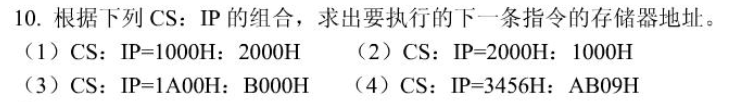 10. 根据下列 CS：IP 的组合，求出要执行的下一条指令的存储器地址。
（1）CS：IP=1000H：2000H （2）CS：IP=2000H：1000H
（3）CS：IP=1A00H：B000H （4）CS：IP=3456H：AB09H